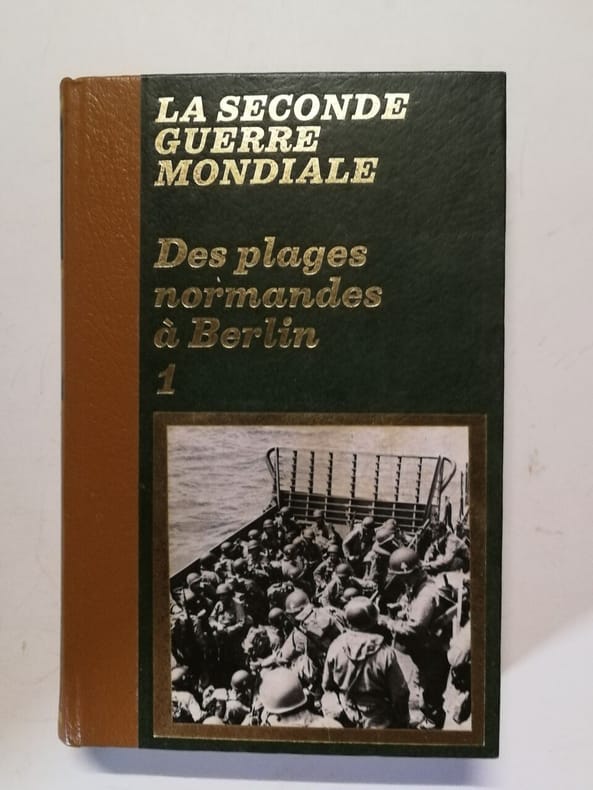 LA SECONDE
GUERRE
MONDIALE
Des plages
normandes
à Berlin
1